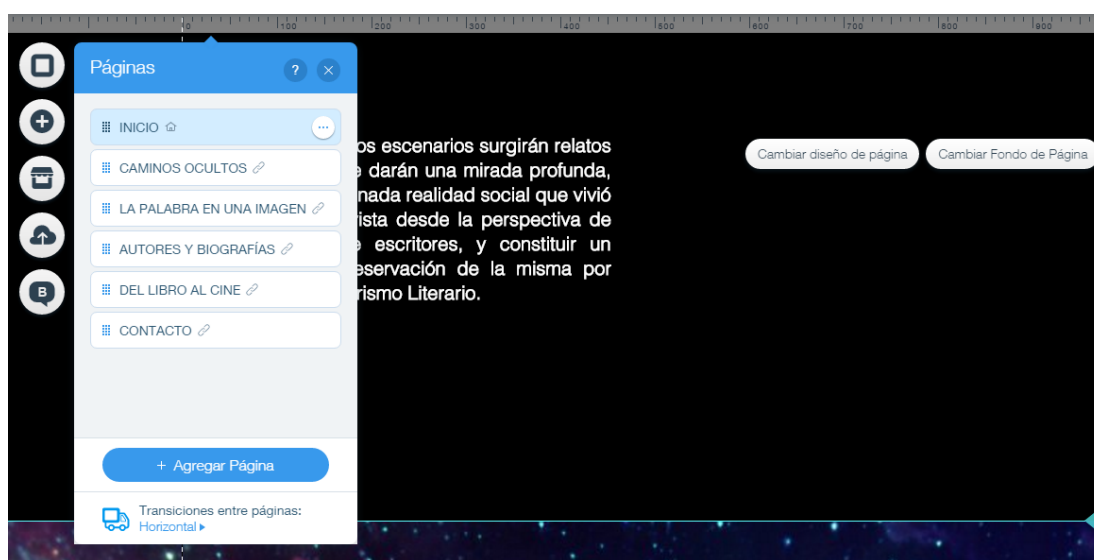 0 100 200 300 400 500 600 700 800 900
Páginas ? ×
INICIO
CAMINOS OCULTOS
LA PALABRA EN UNA IMAGEN
AUTORES Y BIOGRAFÍAS
DEL LIBRO AL CINE
CONTACTO
+ Agregar Página
Transiciones entre páginas:
Horizontal
B
os escenarios surgirán relatos
darán una mirada profunda,
nada realidad social que vivió
ista desde la perspectiva de
escritores, y constituir un
servación de la misma por
rismo Literario.
Cambiar diseño de página
Cambiar Fondo de Página